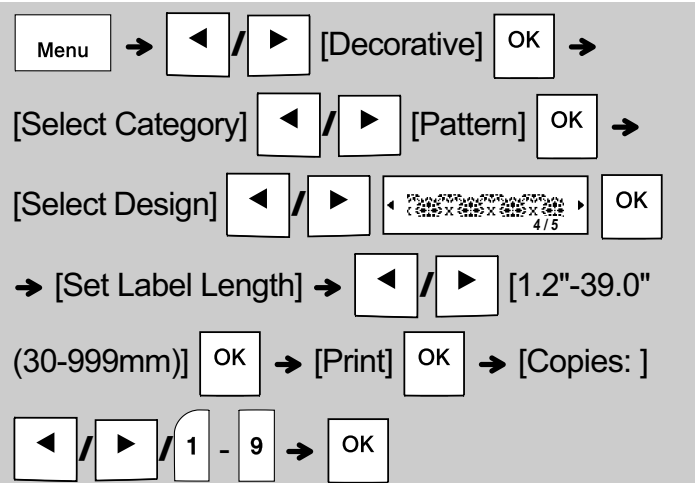 Menu → ◄/► [Decorative] OK →
[Select Category] ◄/► [Pattern] OK →
[Select Design] ◄/► 4/5 OK
→ [Set Label Length] → ◄/► [1.2"-39.0"
(30-999mm)] OK → [Print] OK → [Copies: ]
◄/►/1 - 9 → OK